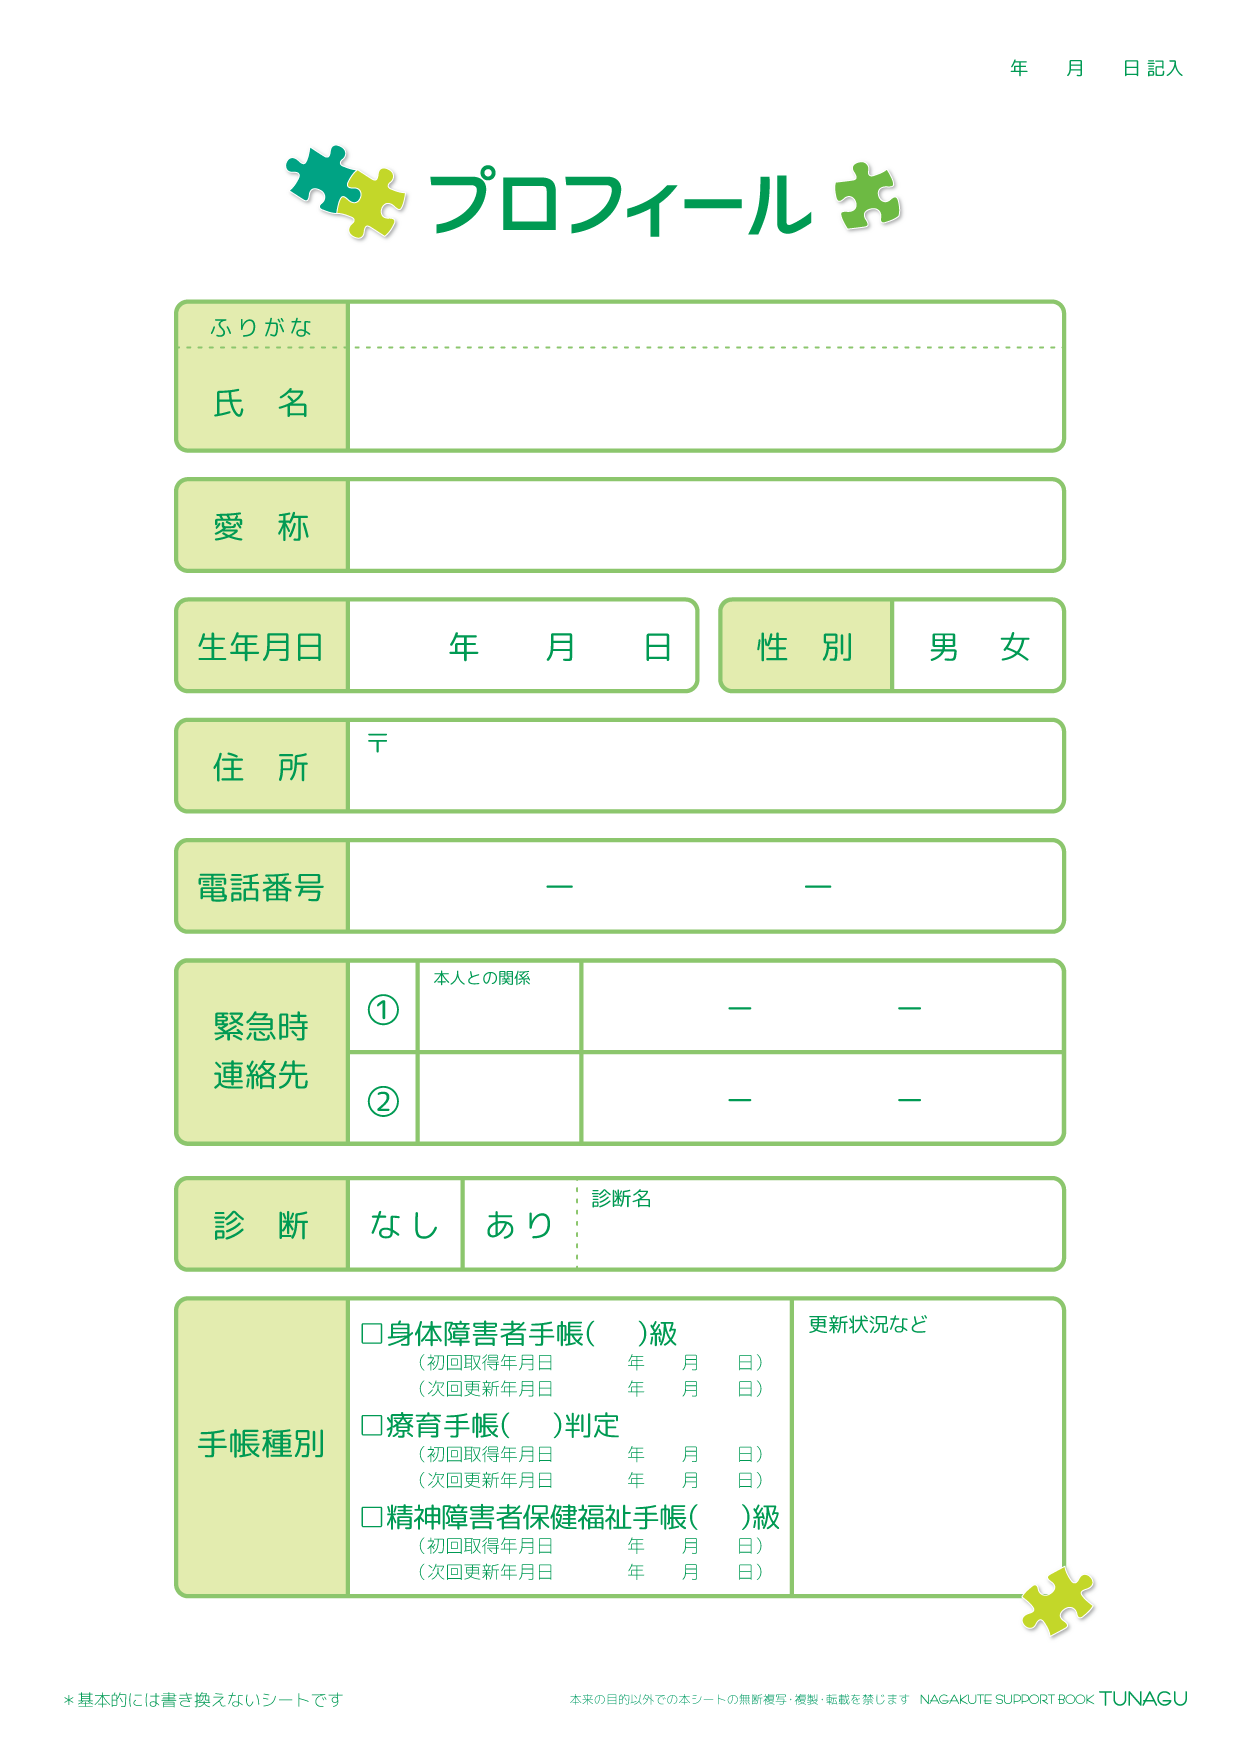 年　　月　　日 記入
プロフィール
ふりがな
氏　名
愛　称
生年月日　年　月　日　性　別　男　女
住　所　〒
電話番号　－　－
緊急時
連絡先
① 本人との関係　－　－
②　－　－
診　断　なし　あり　診断名
手帳種別
□身体障害者手帳(　)級
（初回取得年月日　年　月　日）
（次回更新年月日　年　月　日）
□療育手帳(　)判定
（初回取得年月日　年　月　日）
（次回更新年月日　年　月　日）
□精神障害者保健福祉手帳(　)級
（初回取得年月日　年　月　日）
（次回更新年月日　年　月　日）
更新状況など
＊基本的には書き換えないシートです
本来の目的以外での本シートの無断複写・複製・転載を禁じます　NAGAKUTE SUPPORT BOOK TUNAGU